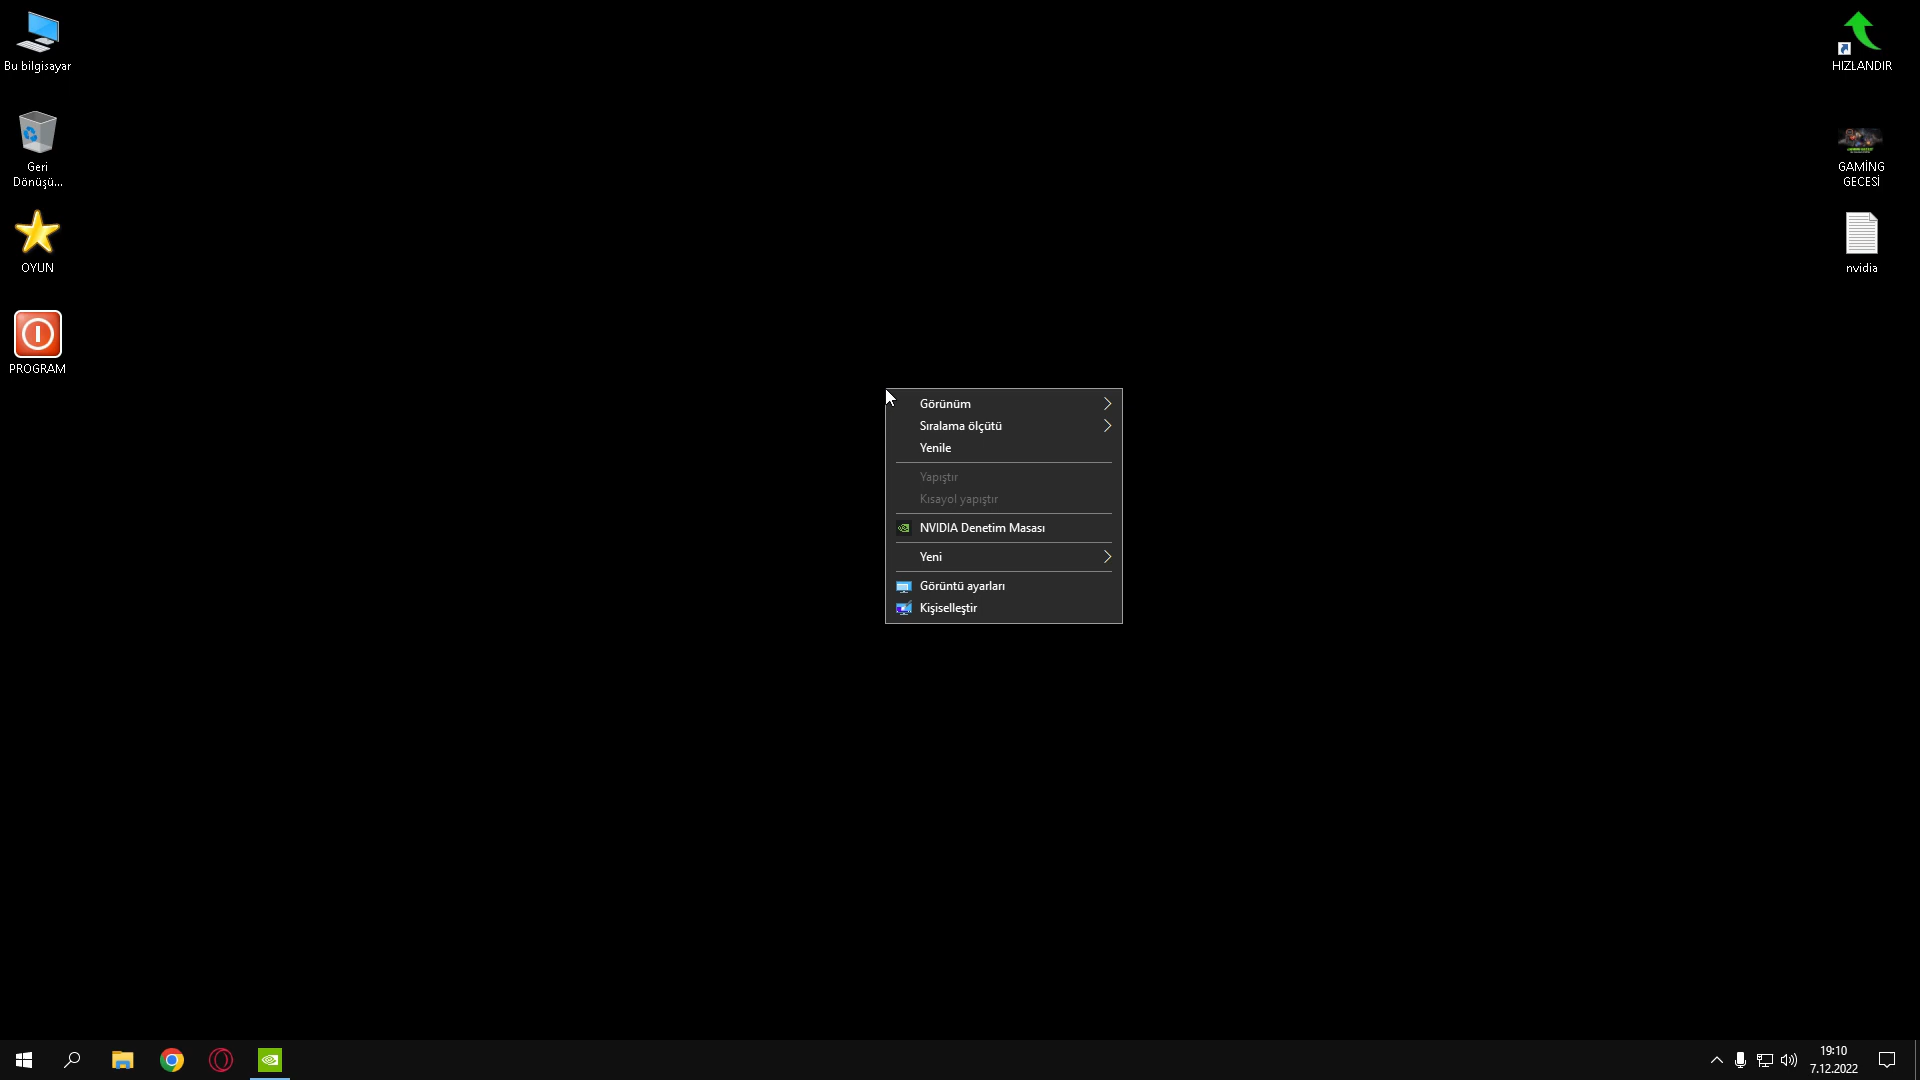 Bu bilgisayar
Geri
Dönüşü...
OYUN
PROGRAM
HIZLANDIR
GAMİNG
GECESİ
nvidia
Görünüm
Sıralama ölçütü
Yenile
Yapıştır
Kısayol yapıştır
NVIDIA Denetim Masası
Yeni
Görüntü ayarları
Kişiselleştir
19:10
7.12.2022